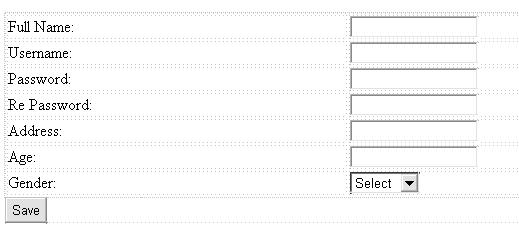 Full Name:
Username:
Password:
Re Password:
Address:
Age:
Gender: Select
Save